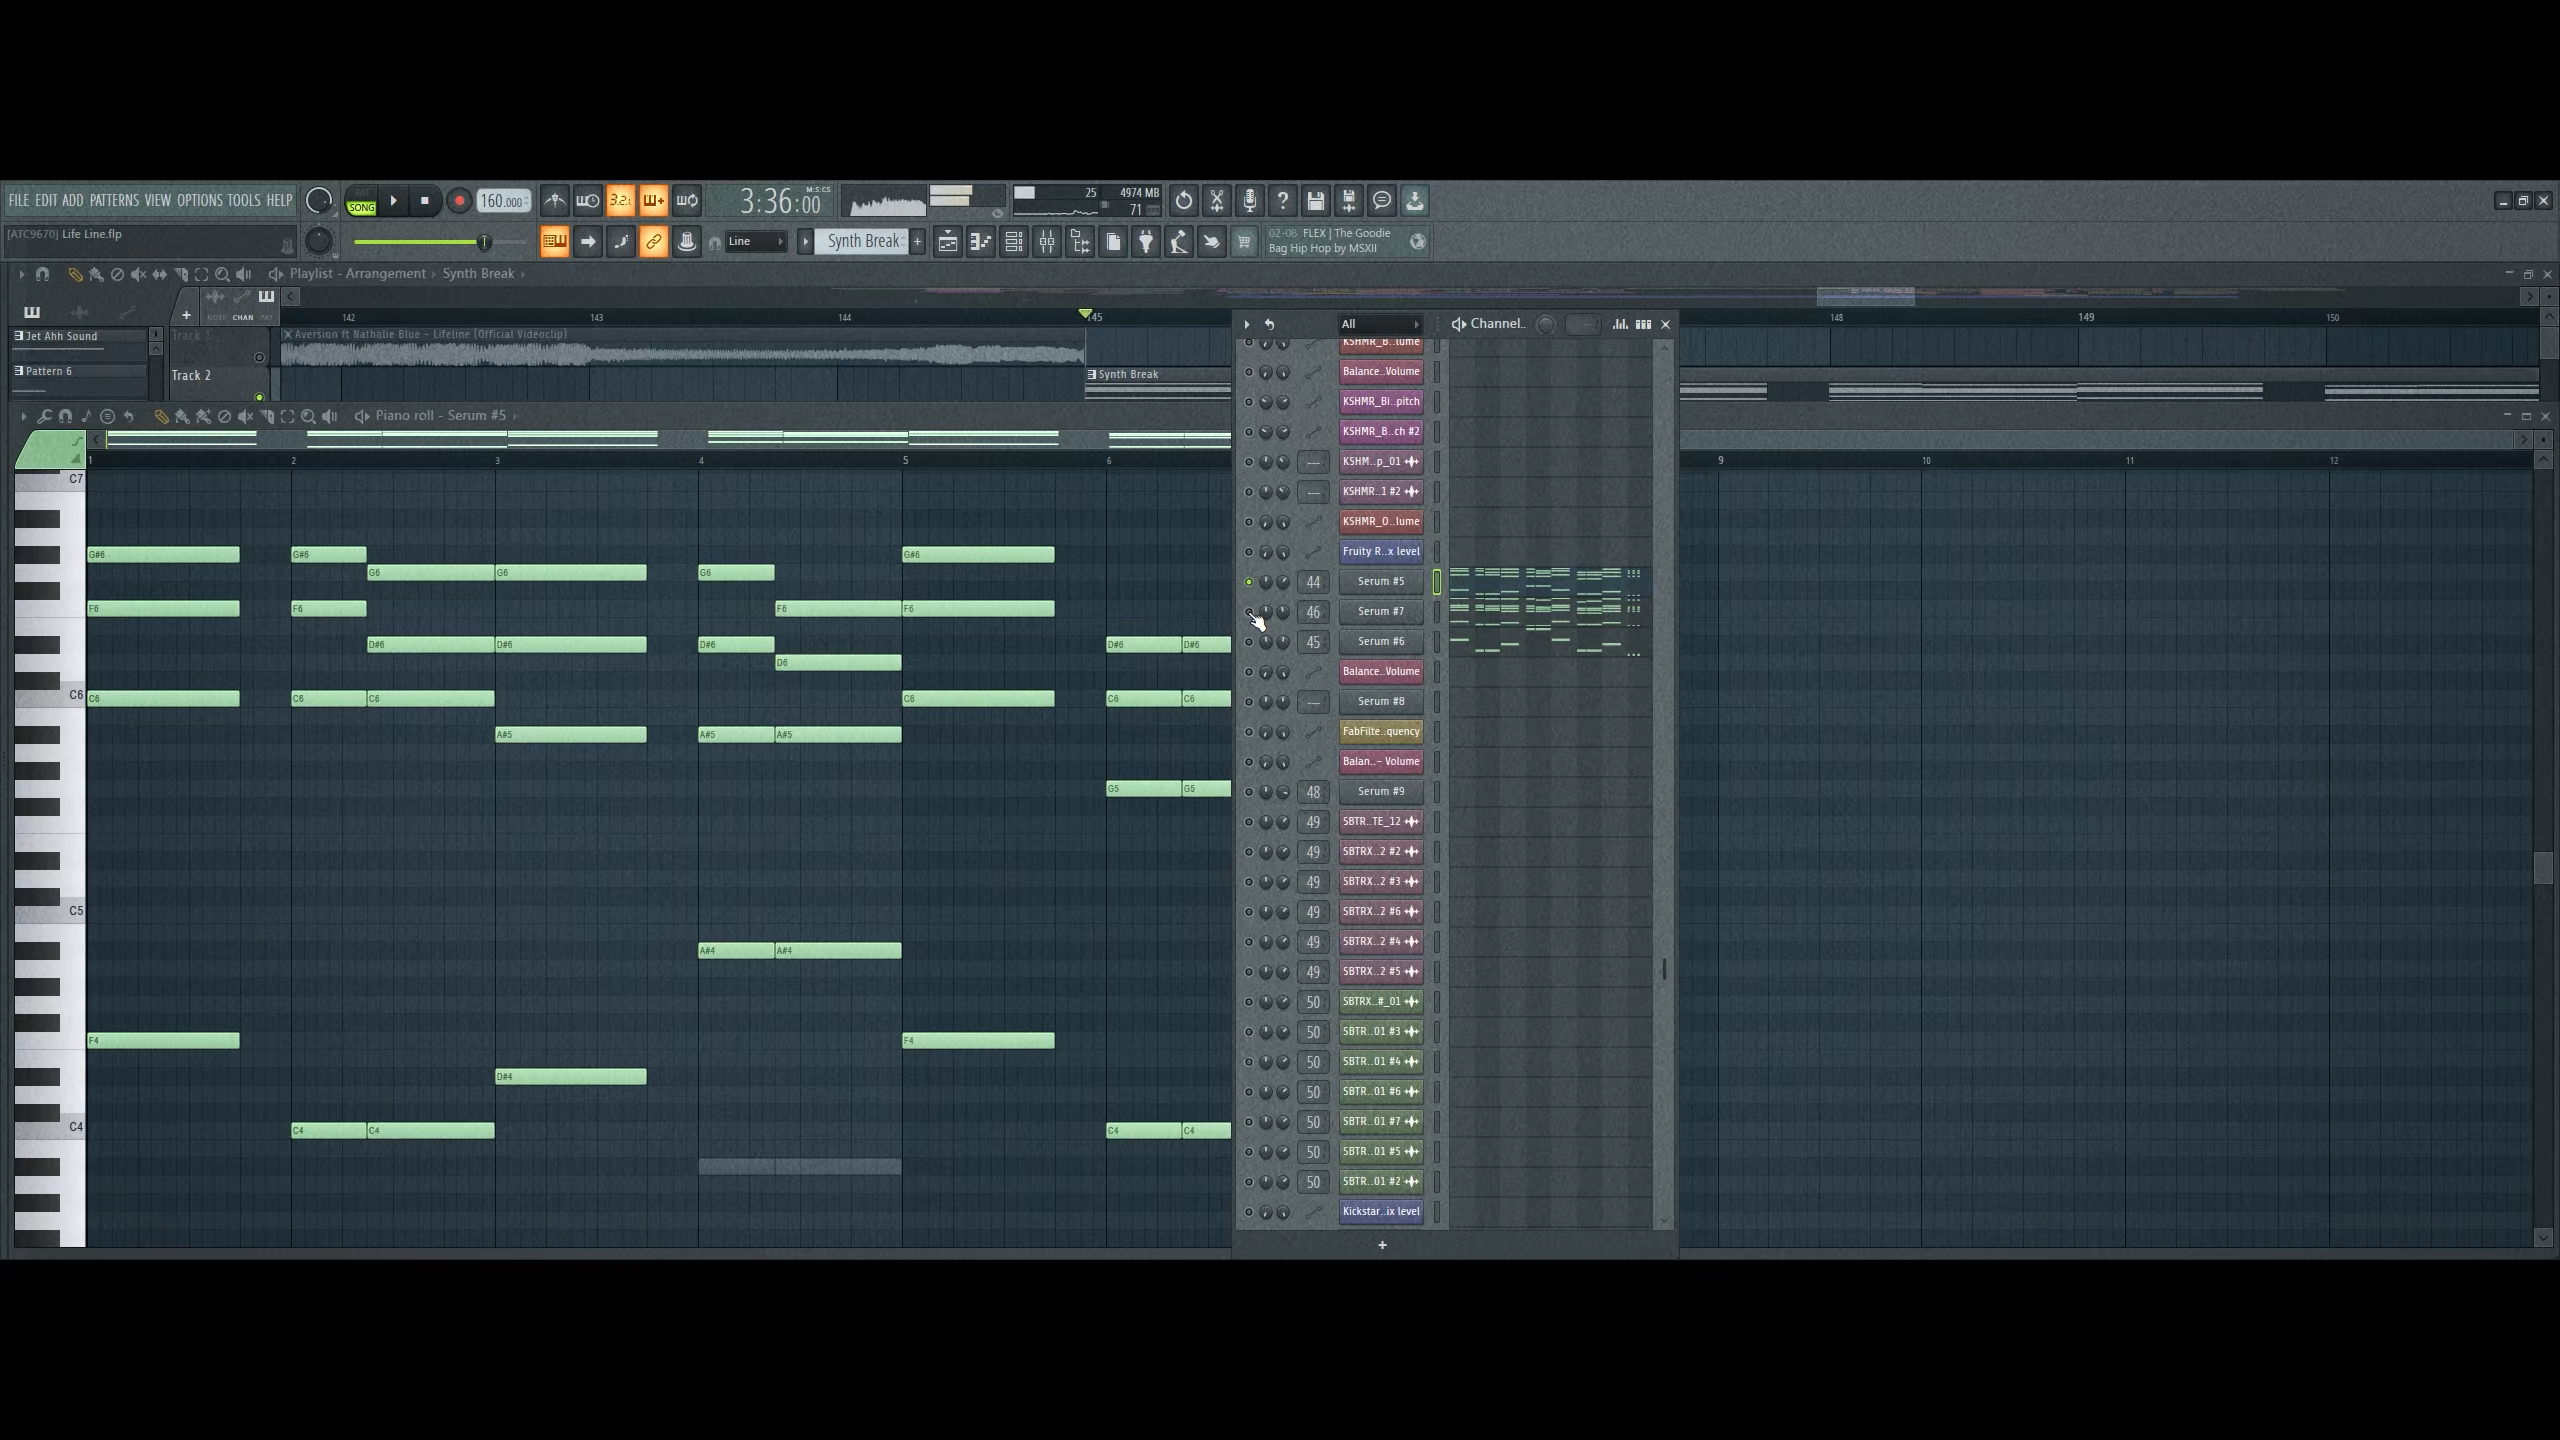 FILE EDIT ADD PATTERNS VIEW OPTIONS TOOLS HELP
PAT
SONG
160.000
3.2
3:36:00
M:S:CS
25
4974 MB
71
[ATC9670] Life Line.flp
Line
Synth Break
+
02-08 FLEX | The Goodie
Bag Hip Hop by MSXII
Playlist - Arrangement
Synth Break
NOTE CHAN PAT
142
143
144
145
148
149
150
Jet Ahh Sound
Pattern 6
Track 1
Track 2
Aversion ft Nathalie Blue - Lifeline (Official Videoclip)
Synth Break
Piano roll - Serum #5
1 2 3 4 5 6 9 10 11 12
C7
G#6 G#6 G#6
G6 G6 G6
F6 F6 F6 F6
D#6 D#6 D#6 D#6 D#6
D6
C6
C6 C6 C6 C6 C6 C6
A#5 A#5 A#5
G5 G5
C5
A#4 A#4
F4 F4
D#4
C4
C4 C4 C4 C4
All
Channel..
KSHMR_B..lume
Balance..Volume
KSHMR_Bi..pitch
KSHMR_B..ch #2
--- KSHM..p_01
--- KSHMR..1 #2
KSHMR_O..lume
Fruity R..x level
44 Serum #5
46 Serum #7
45 Serum #6
Balance..Volume
--- Serum #8
FabFilte..quency
Balan..- Volume
48 Serum #9
49 SBTR..TE_12
49 SBTRX..2 #2
49 SBTRX..2 #3
49 SBTRX..2 #6
49 SBTRX..2 #4
49 SBTRX..2 #5
50 SBTRX..#_01
50 SBTR..01 #3
50 SBTR..01 #4
50 SBTR..01 #6
50 SBTR..01 #7
50 SBTR..01 #5
50 SBTR..01 #2
Kickstar..ix level
+